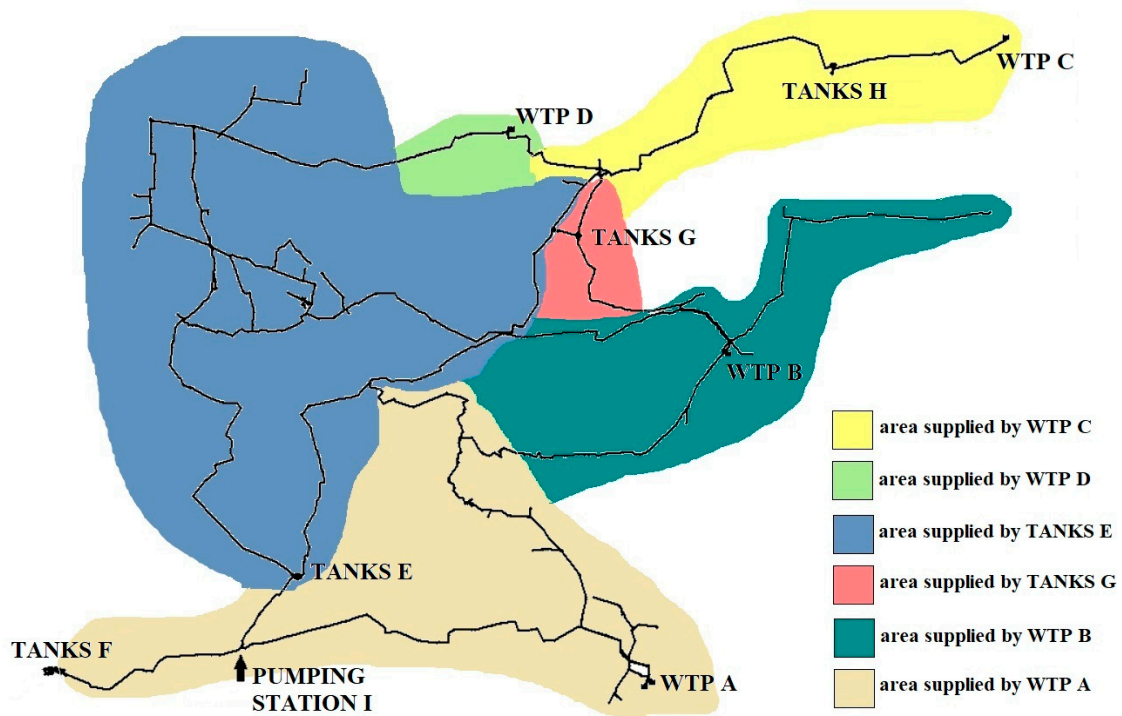 WTP C
TANKS H
WTP D
TANKS G
WTP B
area supplied by WTP C
area supplied by WTP D
area supplied by TANKS E
area supplied by TANKS G
area supplied by WTP B
area supplied by WTP A
TANKS E
TANKS F
PUMPING
STATION I
WTP A